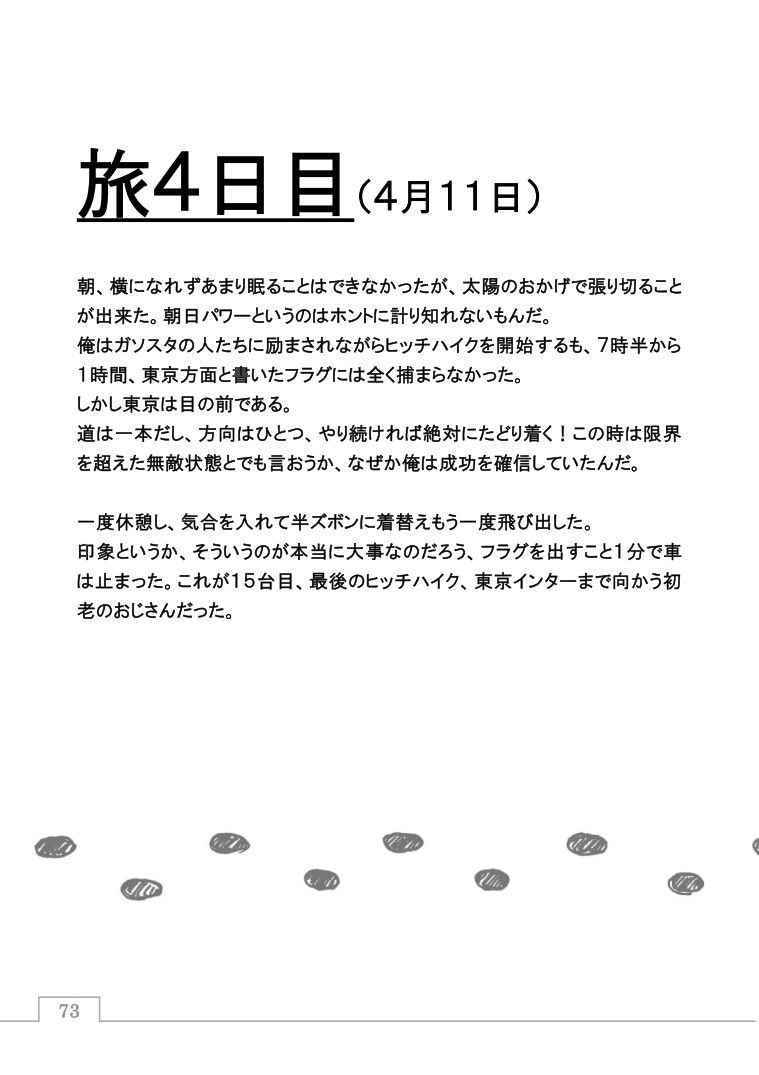 旅4日目(4月11日)
朝、横になれずあまり眠ることはできなかったが、太陽のおかげで張り切ること
が出来た。朝日パワーというのはホントに計り知れないもんだ。
俺はガソスタの人たちに励まされながらヒッチハイクを開始するも、7時半から
1時間、東京方面と書いたフラグには全く捕まらなかった。
しかし東京は目の前である。
道は一本だし、方向はひとつ、やり続ければ絶対にたどり着く!この時は限界
を超えた無敵状態とでも言おうか、なぜか俺は成功を確信していたんだ。
一度休憩し、気合を入れて半ズボンに着替えもう一度飛び出した。
印象というか、そういうのが本当に大事なのだろう、フラグを出すこと1分で車
は止まった。これが15台目、最後のヒッチハイク、東京インターまで向かう初
老のおじさんだった。
73